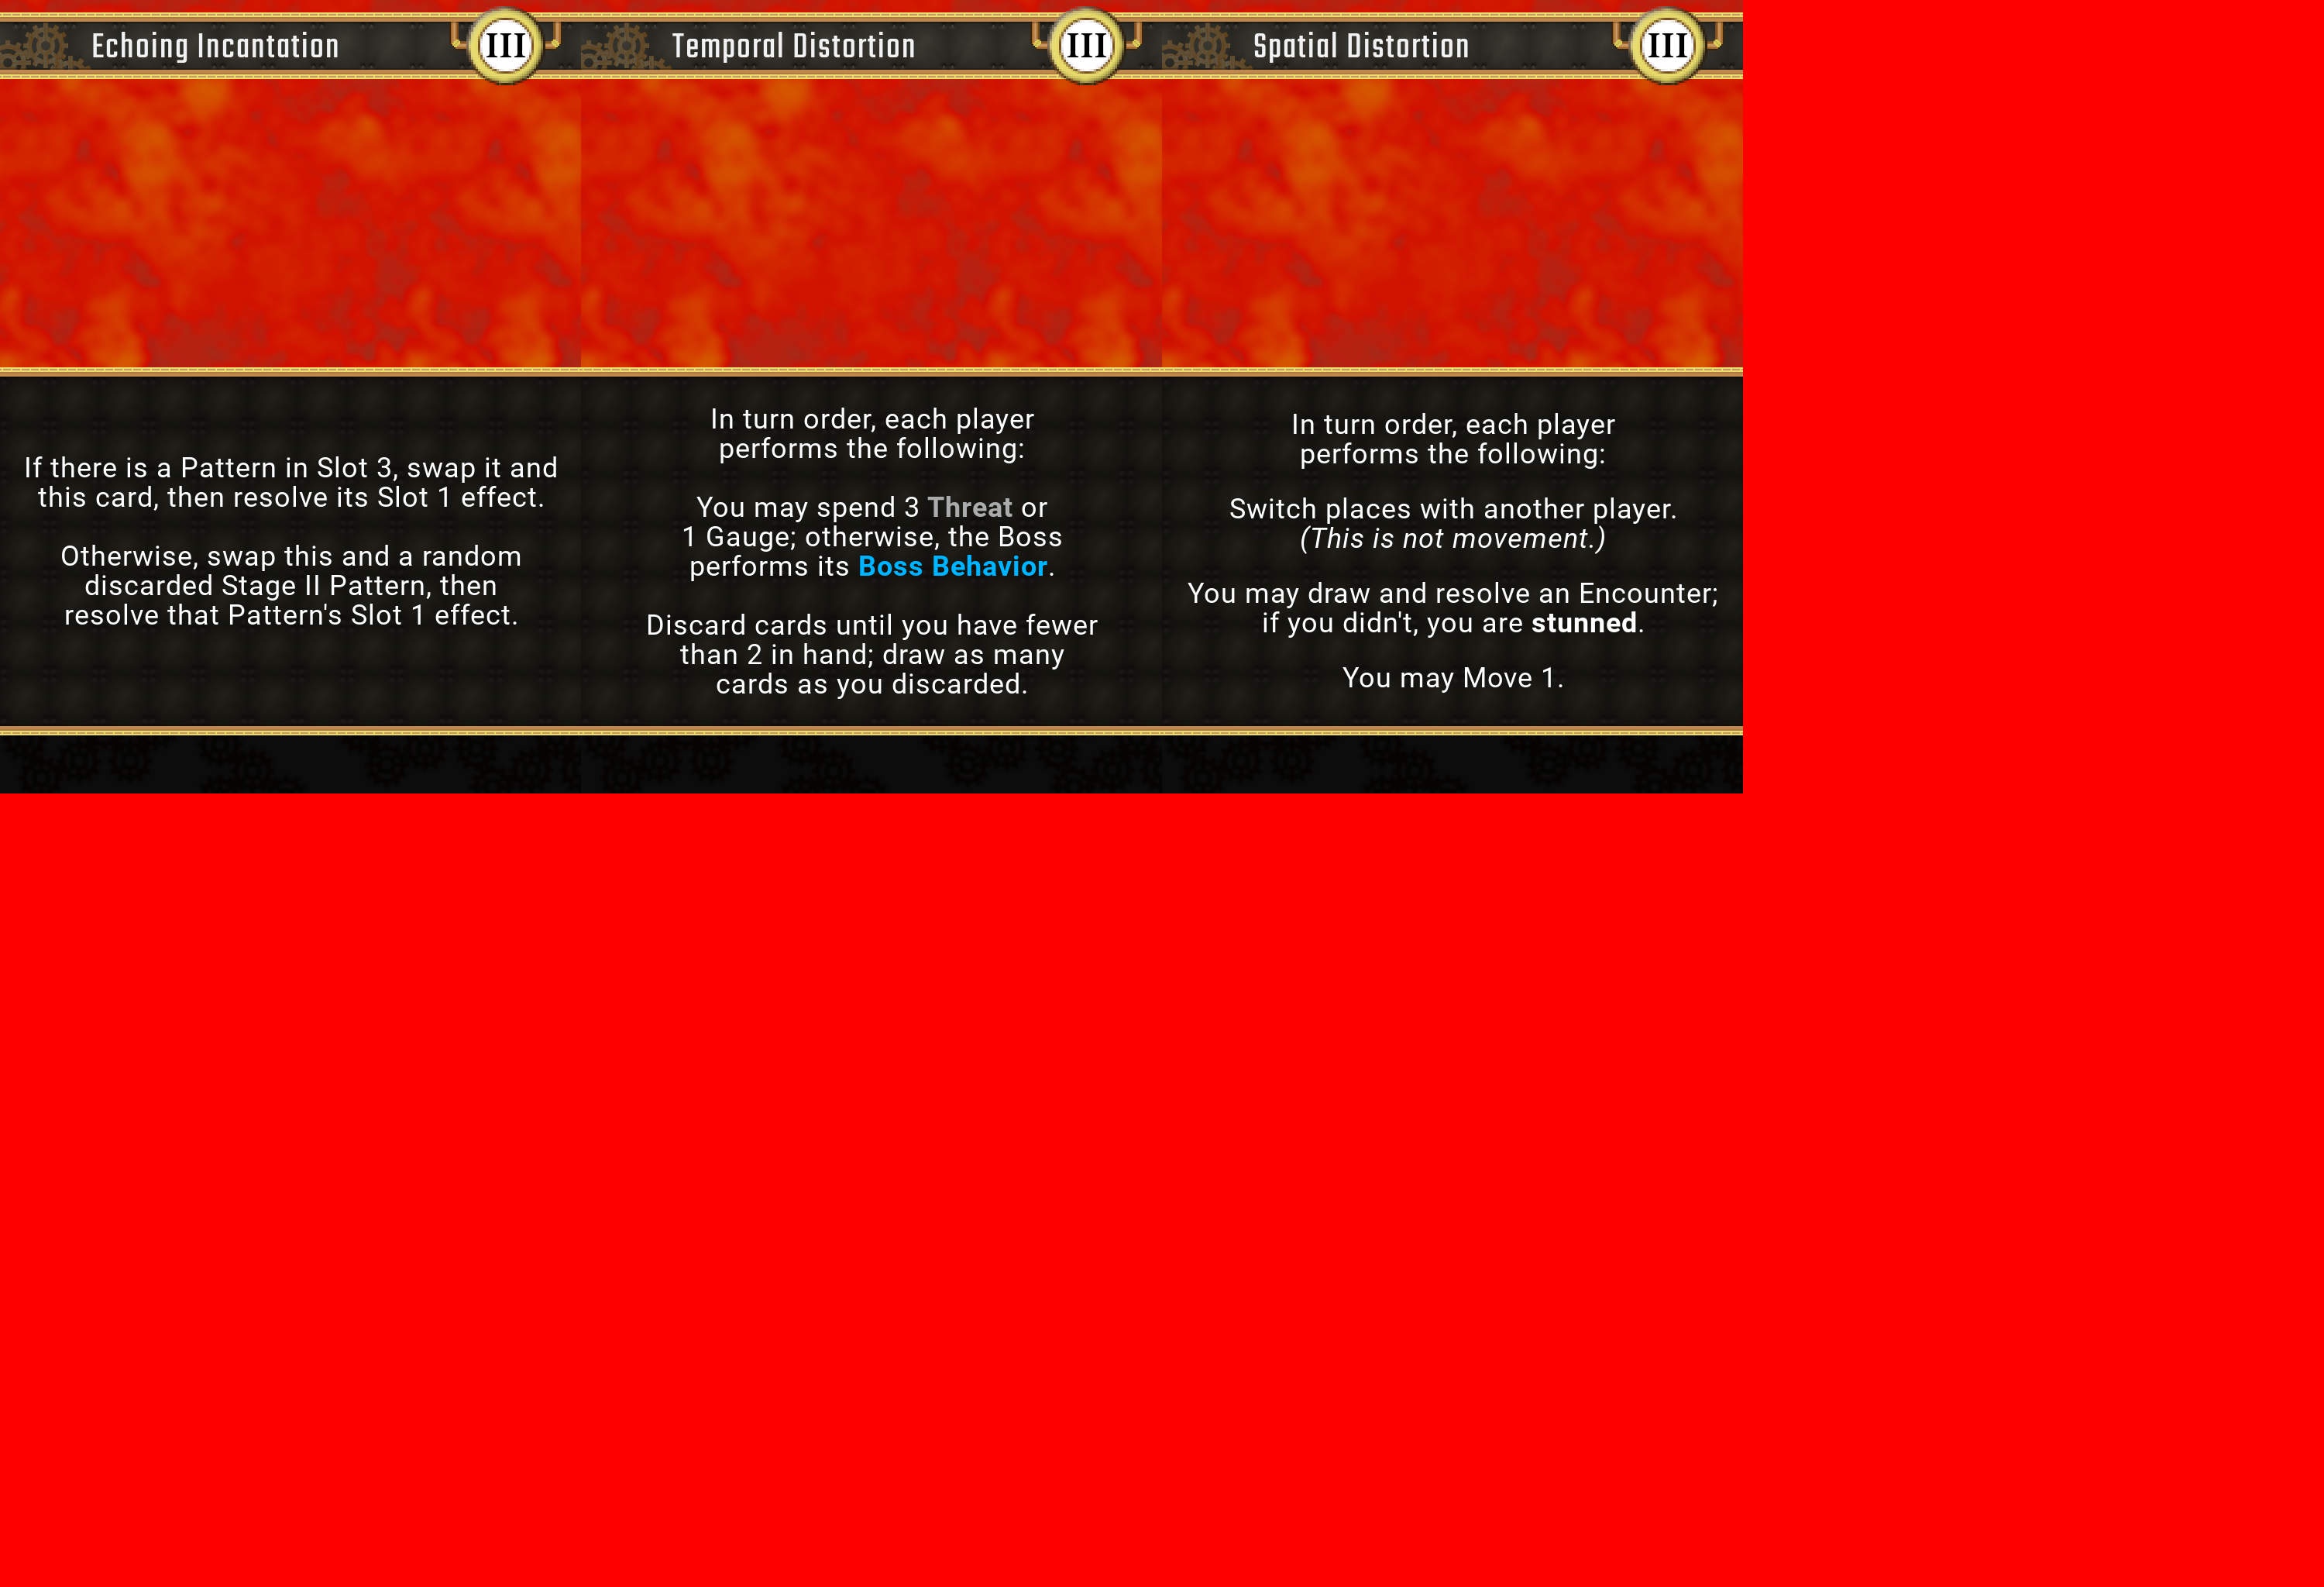 Echoing Incantation
III
If there is a Pattern in Slot 3, swap it and
this card, then resolve its Slot 1 effect.
Otherwise, swap this and a random
discarded Stage II Pattern, then
resolve that Pattern's Slot 1 effect.
Temporal Distortion
III
In turn order, each player
performs the following:
You may spend 3 Threat or
1 Gauge; otherwise, the Boss
performs its Boss Behavior.
Discard cards until you have fewer
than 2 in hand; draw as many
cards as you discarded.
Spatial Distortion
III
In turn order, each player
performs the following:
Switch places with another player.
(This is not movement.)
You may draw and resolve an Encounter;
if you didn't, you are stunned.
You may Move 1.